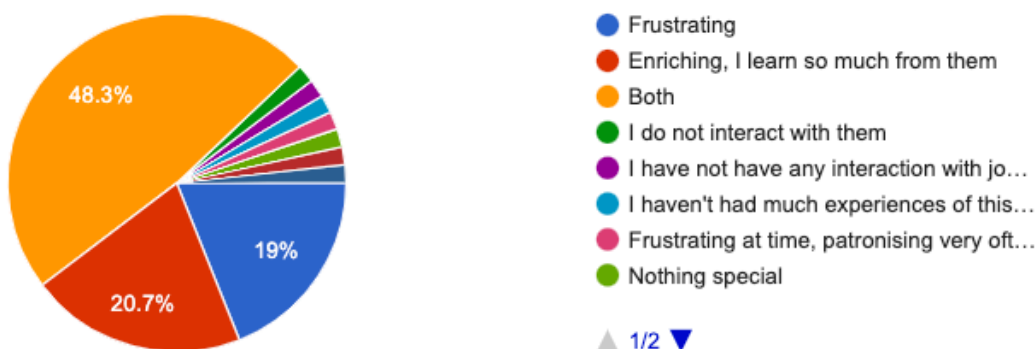 48.3%
20.7%
19%
Frustrating
Enriching, I learn so much from them
Both
I do not interact with them
I have not have any interaction with jo…
I haven't had much experiences of this…
Frustrating at time, patronising very oft…
Nothing special
1/2